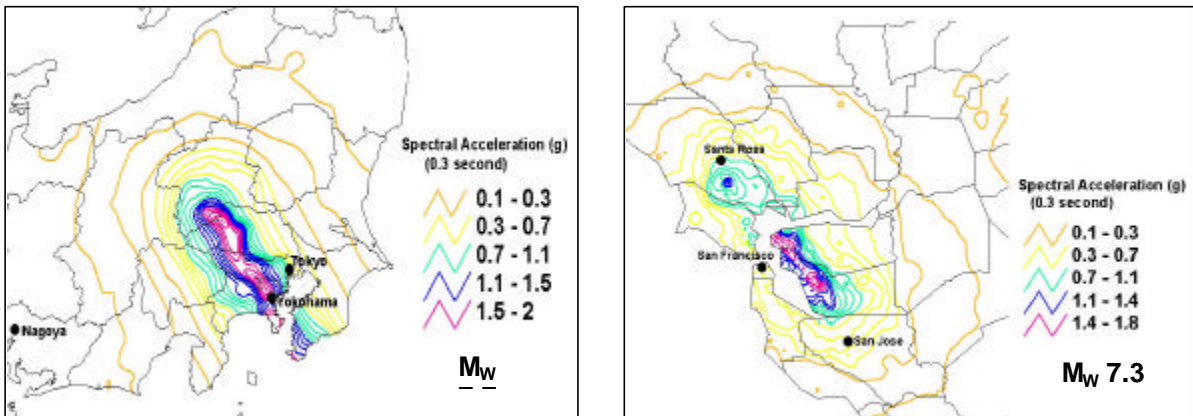 Spectral Acceleration (g)
(0.3 second)
0.1 - 0.3
0.3 - 0.7
0.7 - 1.1
1.1 - 1.5
1.5 - 2
Tokyo
Yokohama
Nagoya
MW
Santa Rosa
San Francisco
San Jose
Spectral Acceleration (g)
(0.3 second)
0.1 - 0.3
0.3 - 0.7
0.7 - 1.1
1.1 - 1.4
1.4 - 1.8
MW 7.3